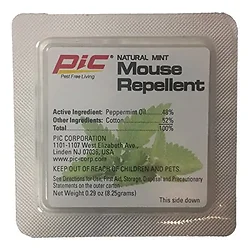 PiC®
Pest Free Living
NATURAL MINT
Mouse
Repellent
Active Ingredient: Peppermint Oil 48%
Other Ingredients: Cotton 52%
Total 100%
PIC CORPORATION
1101-1107 West Elizabeth Ave.,
Linden NJ 07036, USA
www.pic-corp.com
KEEP OUT OF REACH OF CHILDREN AND PETS.
See Directions for Use, First Aid, Storage, Disposal and Precautionary
Statements on the outer carton
Net Weight 0.29 oz (8.25grams)
This side down